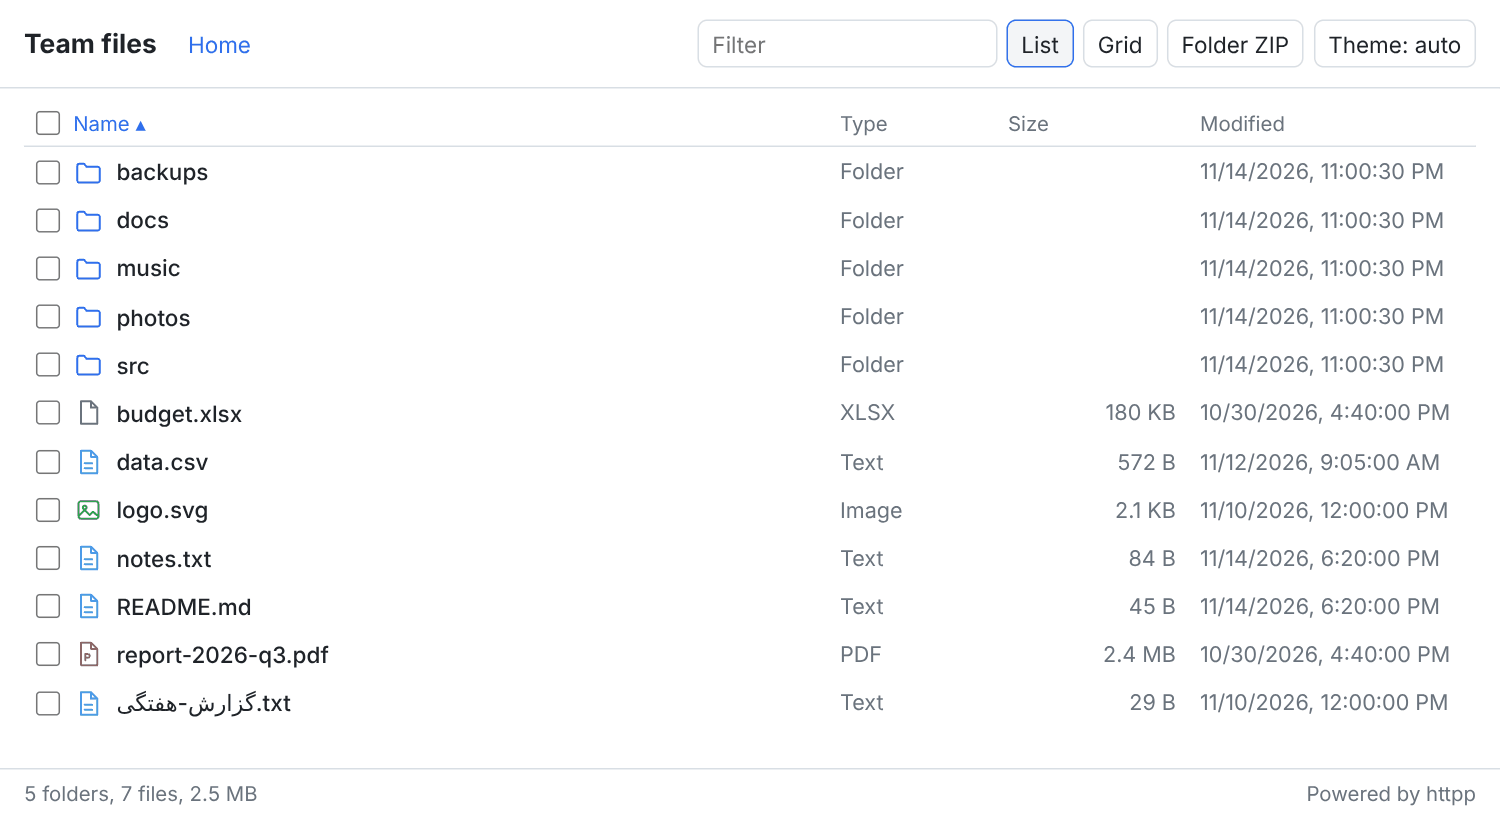 Team files Home Filter List Grid Folder ZIP Theme: auto
Name ▲ Type Size Modified
backups Folder 11/14/2026, 11:00:30 PM
docs Folder 11/14/2026, 11:00:30 PM
music Folder 11/14/2026, 11:00:30 PM
photos Folder 11/14/2026, 11:00:30 PM
src Folder 11/14/2026, 11:00:30 PM
budget.xlsx XLSX 180 KB 10/30/2026, 4:40:00 PM
data.csv Text 572 B 11/12/2026, 9:05:00 AM
logo.svg Image 2.1 KB 11/10/2026, 12:00:00 PM
notes.txt Text 84 B 11/14/2026, 6:20:00 PM
README.md Text 45 B 11/14/2026, 6:20:00 PM
report-2026-q3.pdf PDF 2.4 MB 10/30/2026, 4:40:00 PM
گزارش-هفتگی.txt Text 29 B 11/10/2026, 12:00:00 PM
5 folders, 7 files, 2.5 MB Powered by httpp